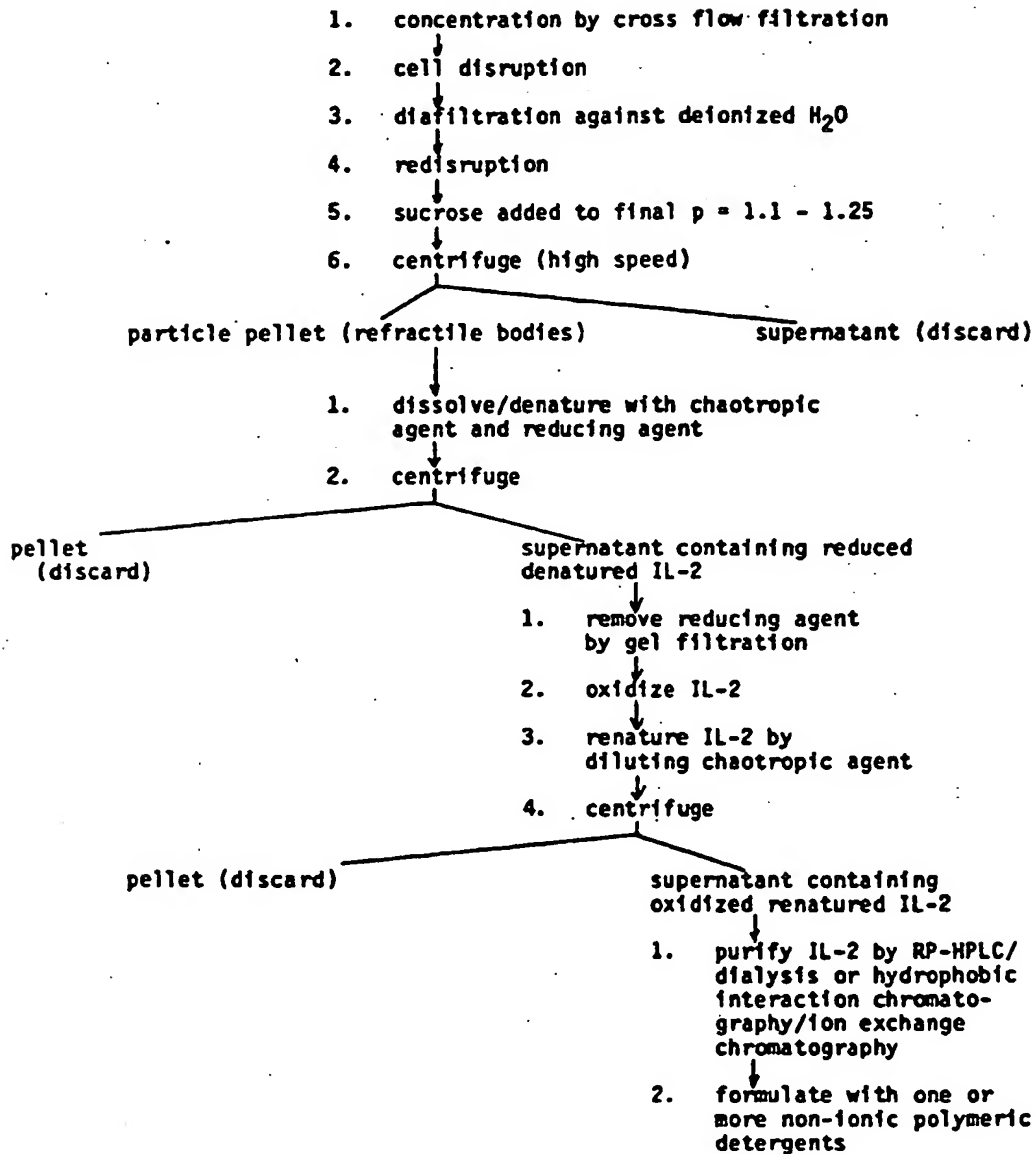 1. concentration by cross flow filtration
2. cell disruption
3. diafiltration against deionized H₂O
4. redisruption
5. sucrose added to final p = 1.1 - 1.25
6. centrifuge (high speed)
particle pellet (refractile bodies)
supernatant (discard)
1. dissolve/denature with chaotropic
agent and reducing agent
2. centrifuge
pellet
(discard)
supernatant containing reduced
denatured IL-2
1. remove reducing agent
by gel filtration
2. oxidize IL-2
3. renature IL-2 by
diluting chaotropic agent
4. centrifuge
pellet (discard)
supernatant containing
oxidized renatured IL-2
1. purify IL-2 by RP-HPLC/
dialysis or hydrophobic
interaction chromato-
graphy/ion exchange
chromatography
2. formulate with one or
more non-ionic polymeric
detergents